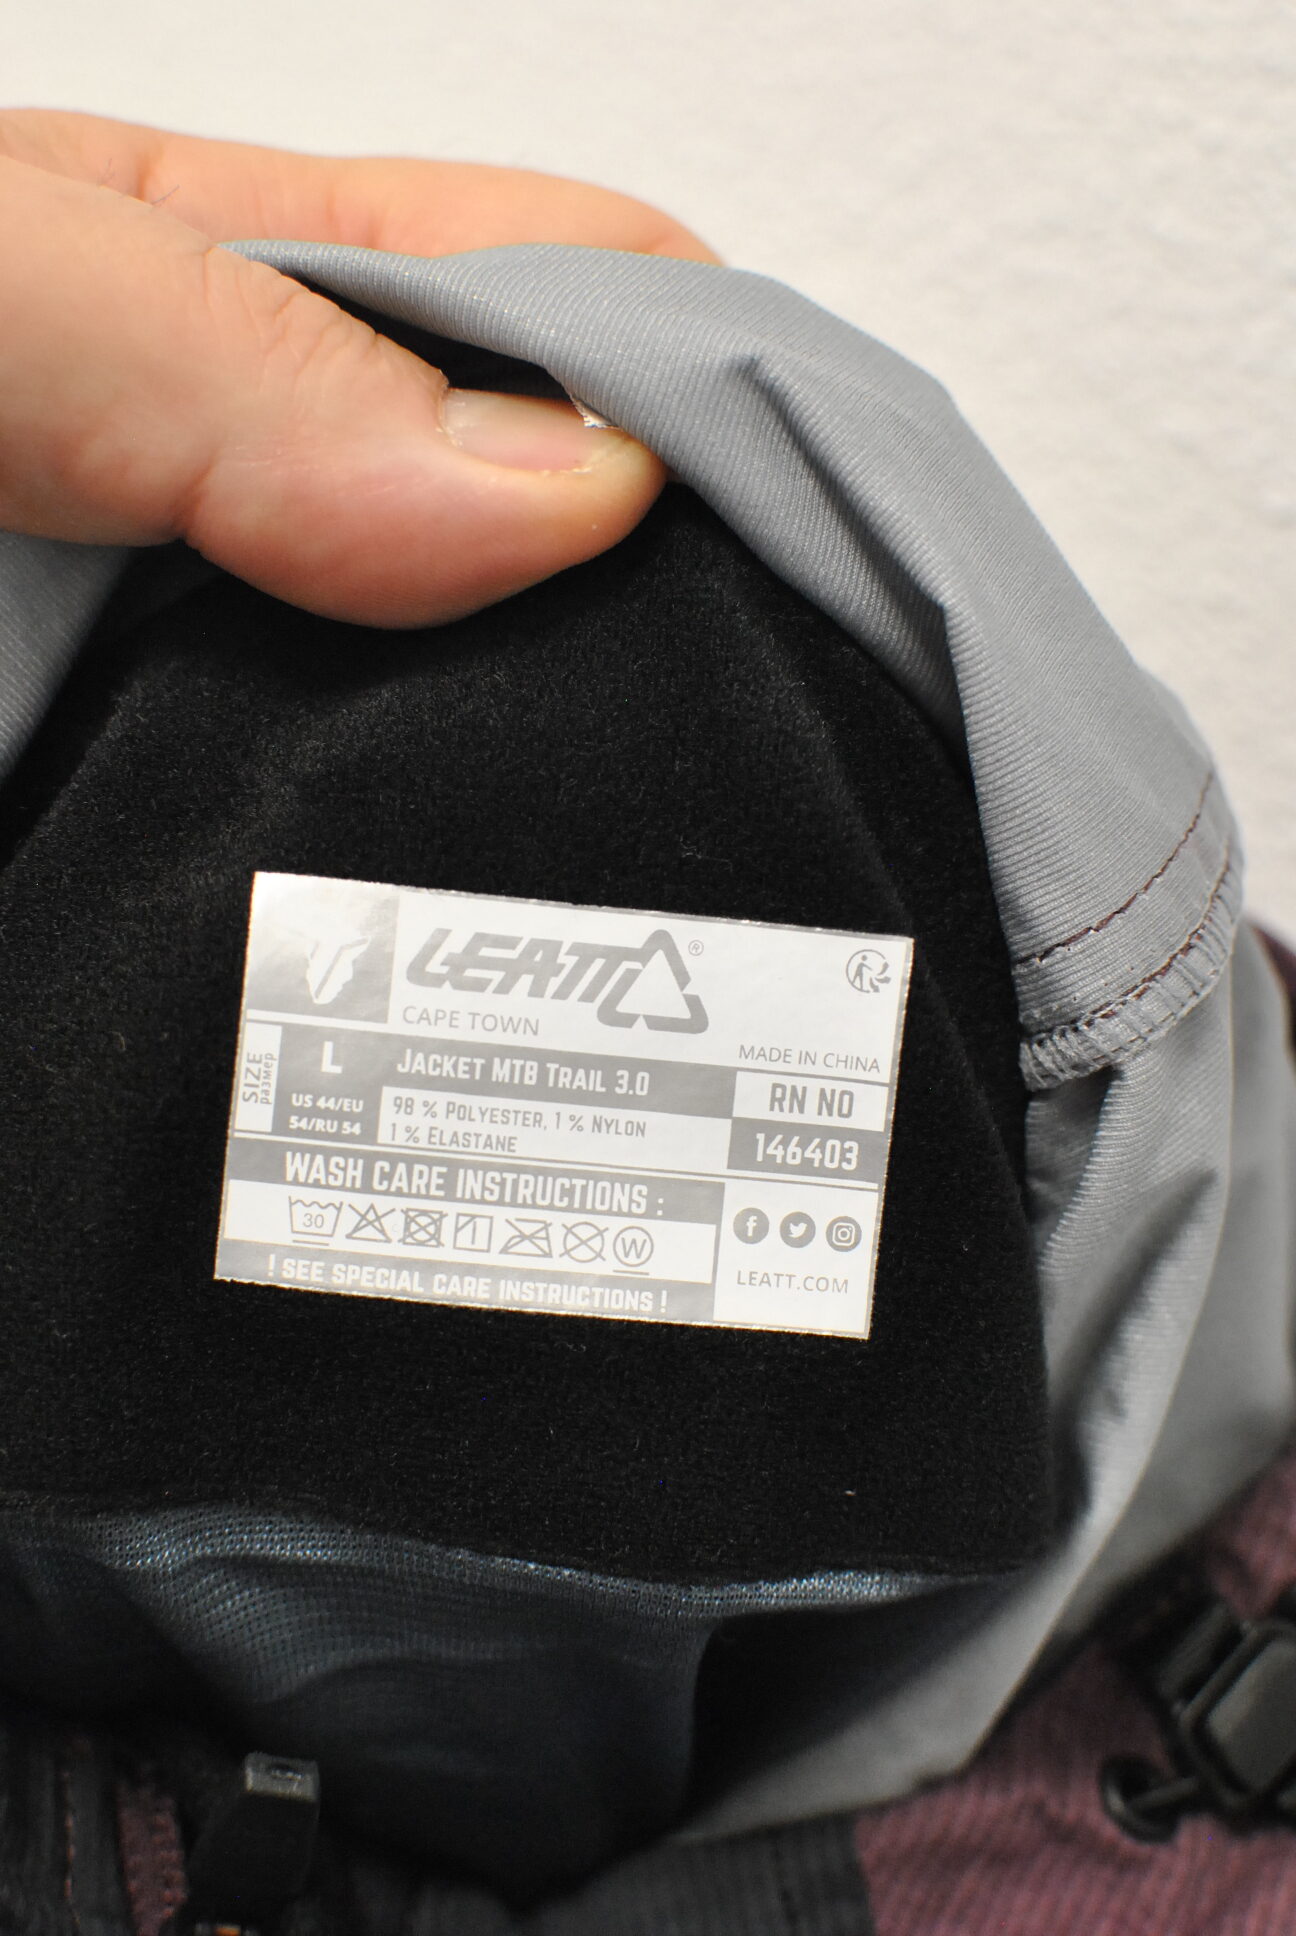 LEATT®
CAPE TOWN
MADE IN CHINA
SIZE
размер
L
US 44/EU
54/RU 54
JACKET MTB TRAIL 3.0
98 % POLYESTER, 1 % NYLON
1 % ELASTANE
RN NO
146403
WASH CARE INSTRUCTIONS :
30
W
! SEE SPECIAL CARE INSTRUCTIONS !
LEATT.COM